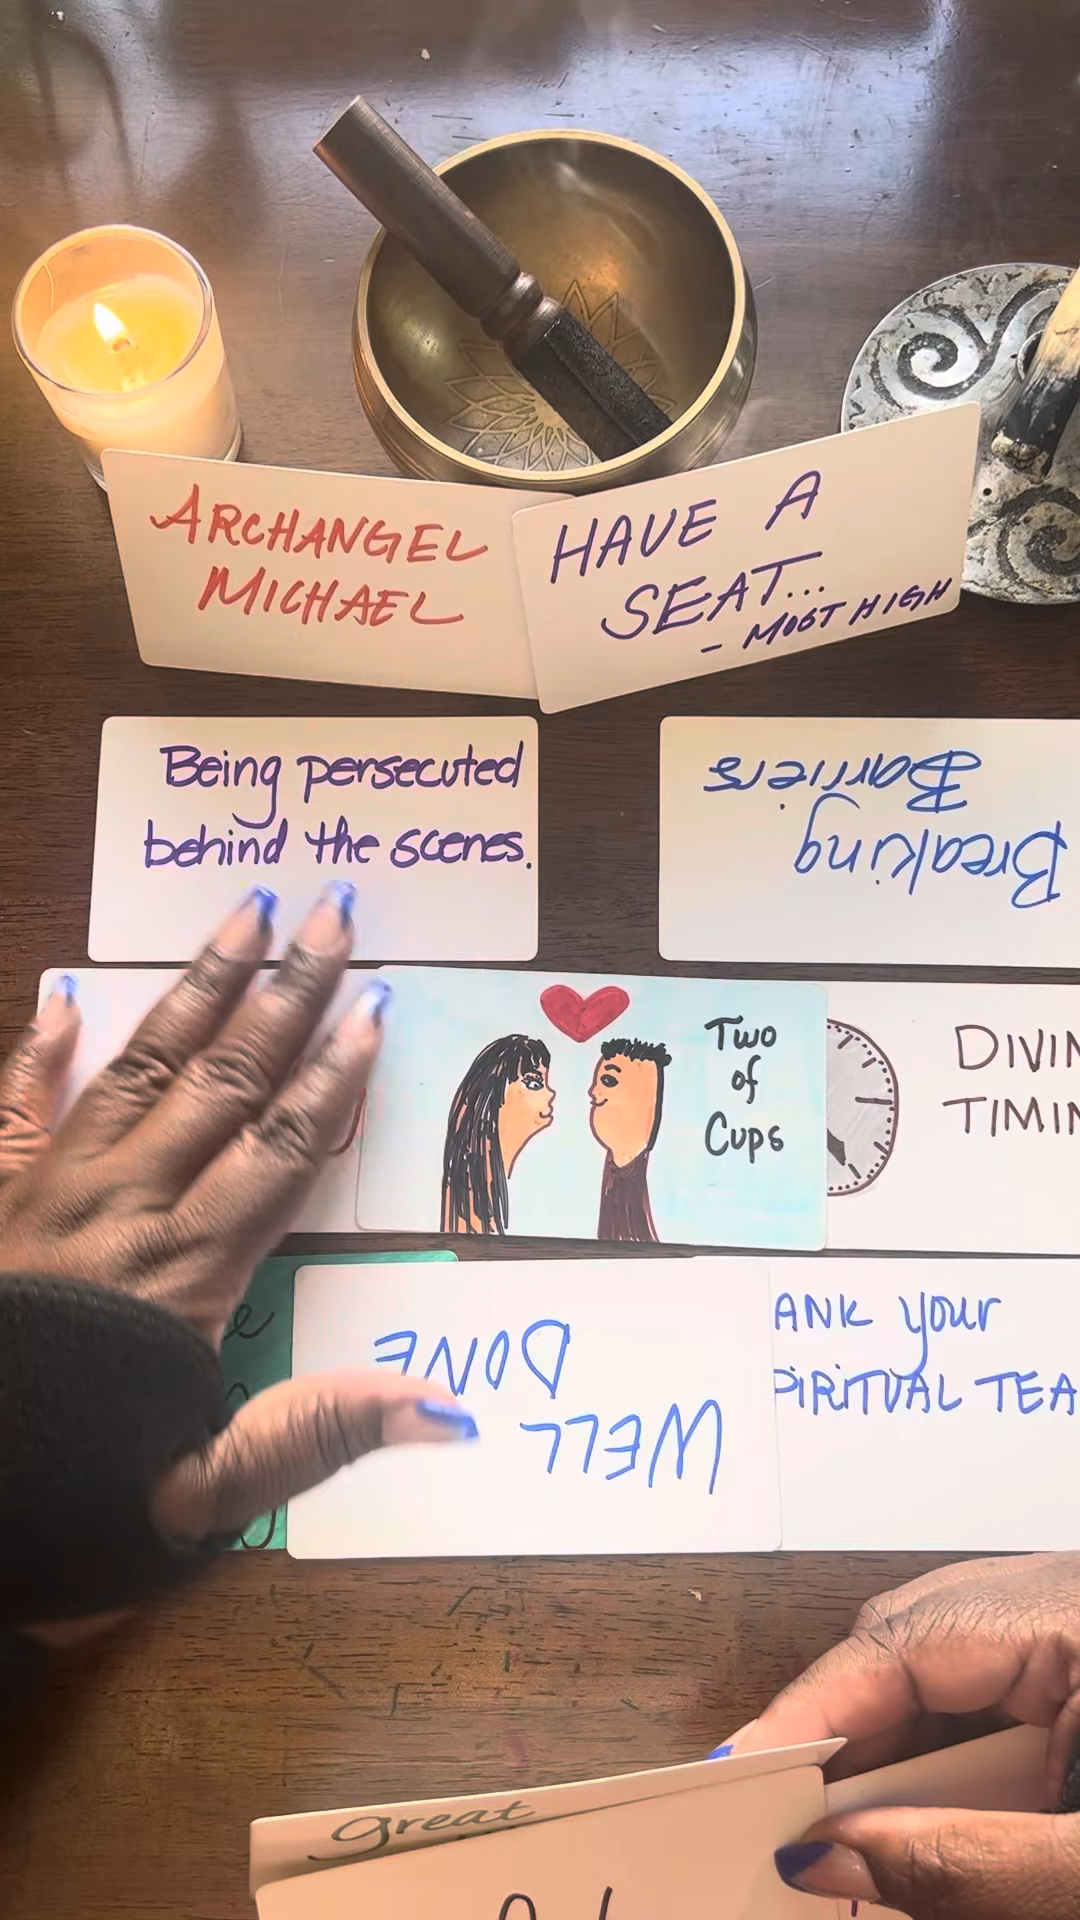 ARCHANGEL
MICHAEL
HAVE A
SEAT...
- MOST HIGH
Being persecuted
behind the scenes.
Breaking
Barriers
Two
of
Cups
DIVIN
TIMIN
WELL
DONE
ANK your
PIRITUAL TEA
great